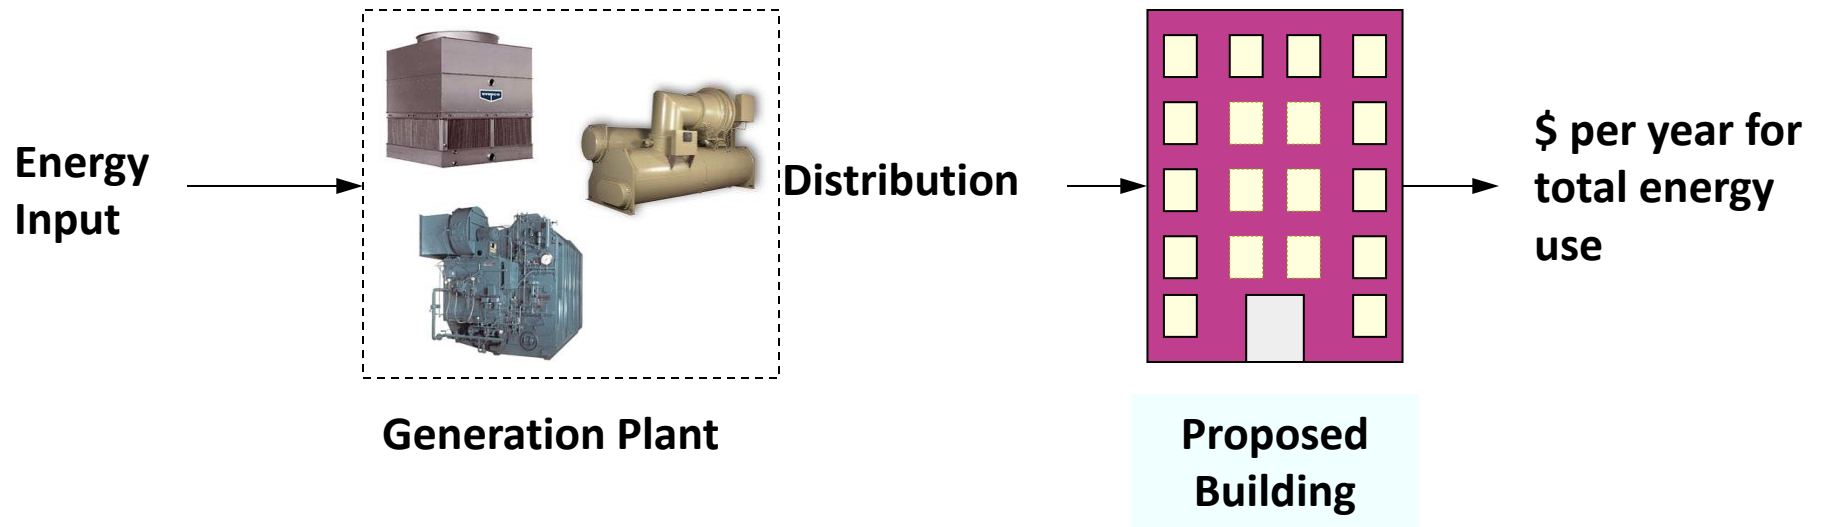 Energy
Input
Distribution
$ per year for
total energy
use
Generation Plant
Proposed
Building